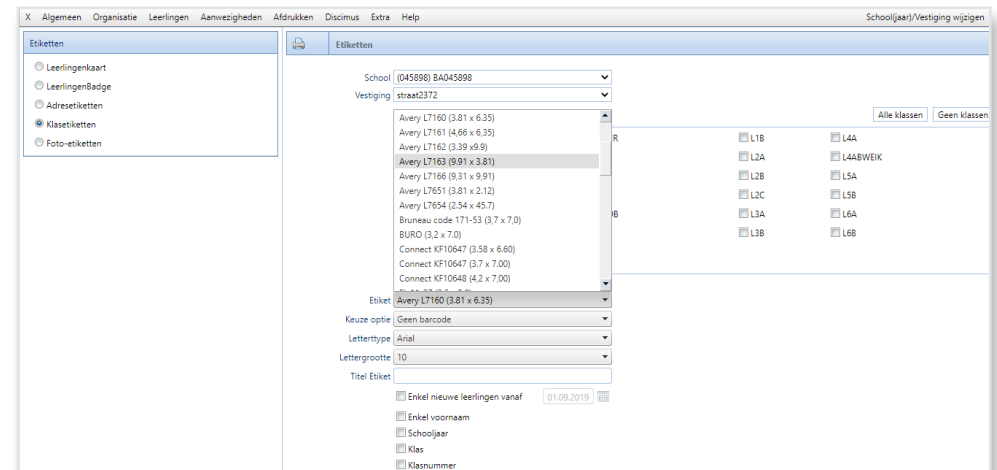 X Algemeen Organisatie Leerlingen Aanwezigheden Afdrukken Discimus Extra Help School(jaar)/Vestiging wijzigen
Etiketten
Leerlingenkaart
LeerlingenBadge
Adresetiketten
Klasetiketten
Foto-etiketten
Etiketten
School (045898) BA045898
Vestiging straat2372
Alle klassen Geen klassen
Avery L7160 (3.81 x 6.35)
Avery L7161 (4,66 x 6,35)
Avery L7162 (3.39 x9.9)
Avery L7163 (9.91 x 3.81)
Avery L7166 (9,31 x 9,91)
Avery L7651 (3.81 x 2.12)
Avery L7654 (2.54 x 45.7)
Bruneau code 171-53 (3,7 x 7,0)
BURO (3,2 x 7.0)
Connect KF10647 (3.58 x 6.60)
Connect KF10647 (3.7 x 7.00)
Connect KF10648 (4,2 x 7,00)
R L1B L4A
L2A L4ABWEIK
L2B L5A
L2C L5B
L3A L6A
L3B L6B
Etiket Avery L7160 (3.81 x 6.35)
Keuze optie Geen barcode
Letterttype Arial
Lettergrootte 10
Titel Etiket
Enkel nieuwe leerlingen vanaf 01.09.2019
Enkel voornaam
Schooljaar
Klas
Klasnummer